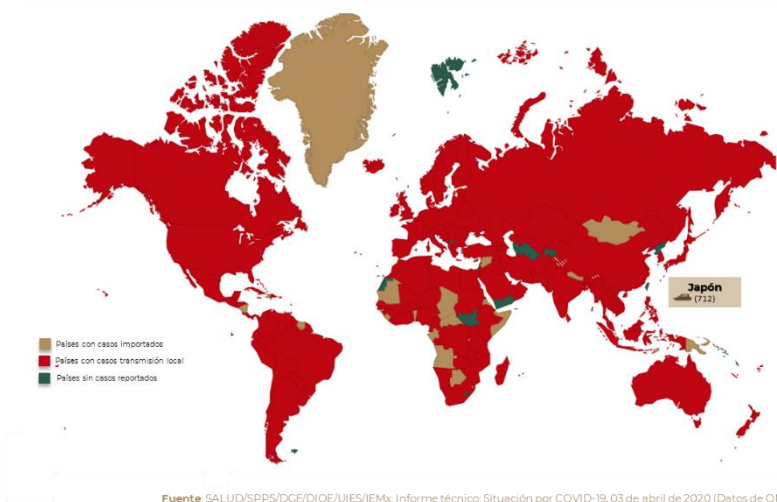 Japón
(712)
Países con casos importados
Países con casos transmisión local
Países sin casos reportados
Fuente: SALUD/SPPS/DGE/DIOE/UIES/IEMx: Informe técnico: Situación por COVID-19, 03 de abril de 2020 (Datos de